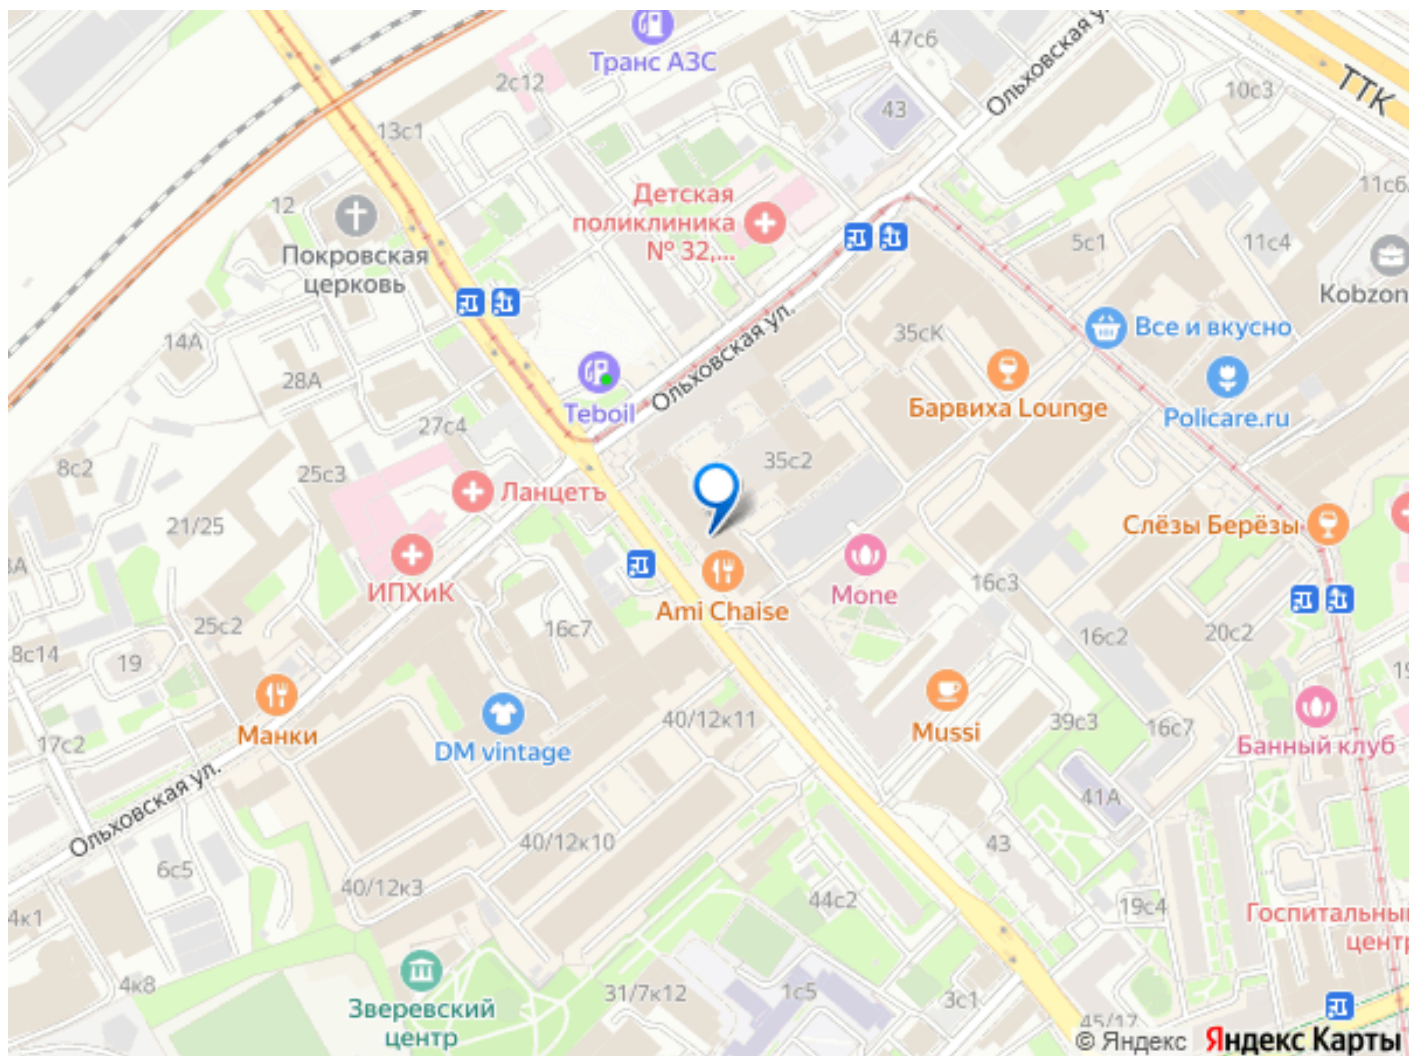 Транс АЗС
47с6
Ольховская ул.
ТТК
2с12
43
10с3
13с1
Детская
поликлиника
№ 32,...
11с6
12
Покровская
церковь
5с1
11с4
Kobzon
14А
Ольховская ул.
35сК
Все и вкусно
28А
Teboil
Барвиха Lounge
Policare.ru
27с4
8с2
25с3
Ланцетъ
35с2
21/25
Слёзы Берёзы
ИПХиК
Ami Chaise
Mone
16с3
25с2
16с7
16с2
20с2
8с14
19
Манки
DM vintage
40/12к11
Mussi
39с3
16с7
Банный клуб
17с2
Ольховская ул.
41А
40/12к10
43
6с5
40/12к3
44с2
19с4
Госпитальны
центр
4к1
4к8
Зверевский
центр
31/7к12
1с5
3с1
45/17
© Яндекс Яндекс Карты